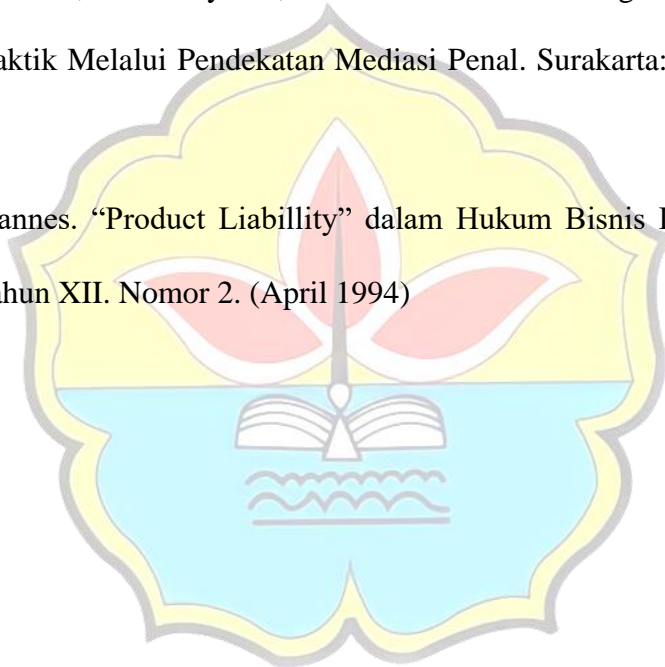 aktik Melalui Pendekatan Mediasi Penal. Surakarta:
annes. “Product Liabillity” dalam Hukum Bisnis
ahun XII. Nomor 2. (April 1994)